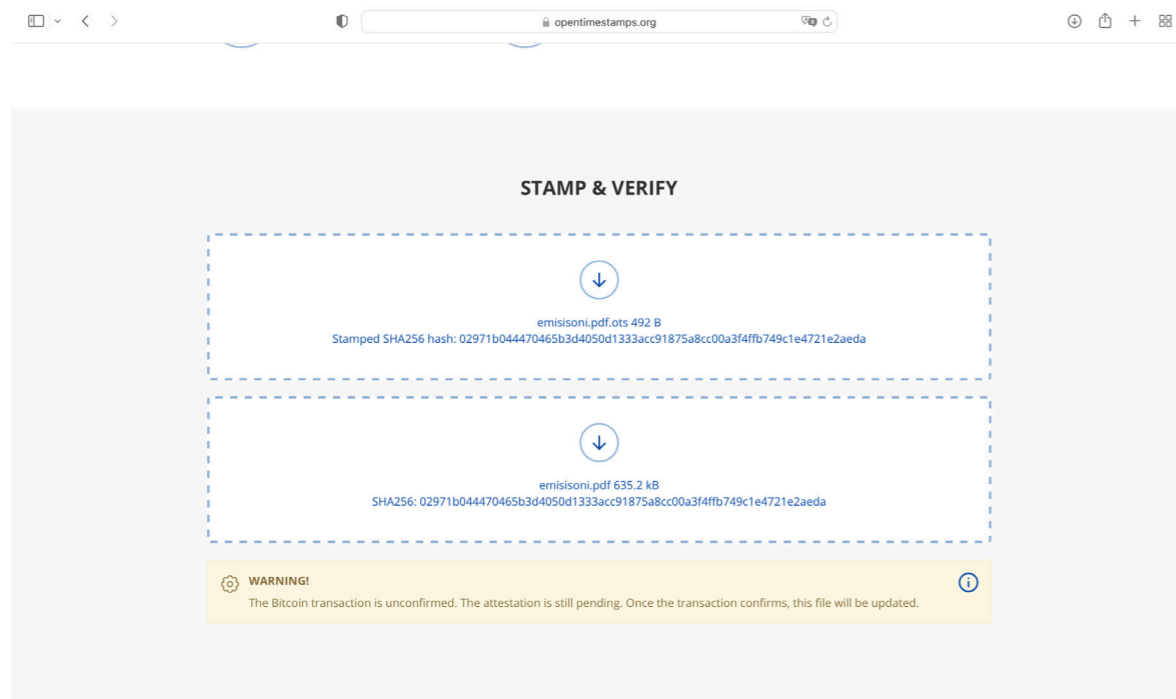 opentimestamps.org
STAMP & VERIFY
emisisoni.pdf.ots 492 B
Stamped SHA256 hash: 02971b044470465b3d4050d1333acc91875a8cc00a3f4ffb749c1e4721e2aeda
emisisoni.pdf 635.2 kB
SHA256: 02971b044470465b3d4050d1333acc91875a8cc00a3f4ffb749c1e4721e2aeda
WARNING!
The Bitcoin transaction is unconfirmed. The attestation is still pending. Once the transaction confirms, this file will be updated.